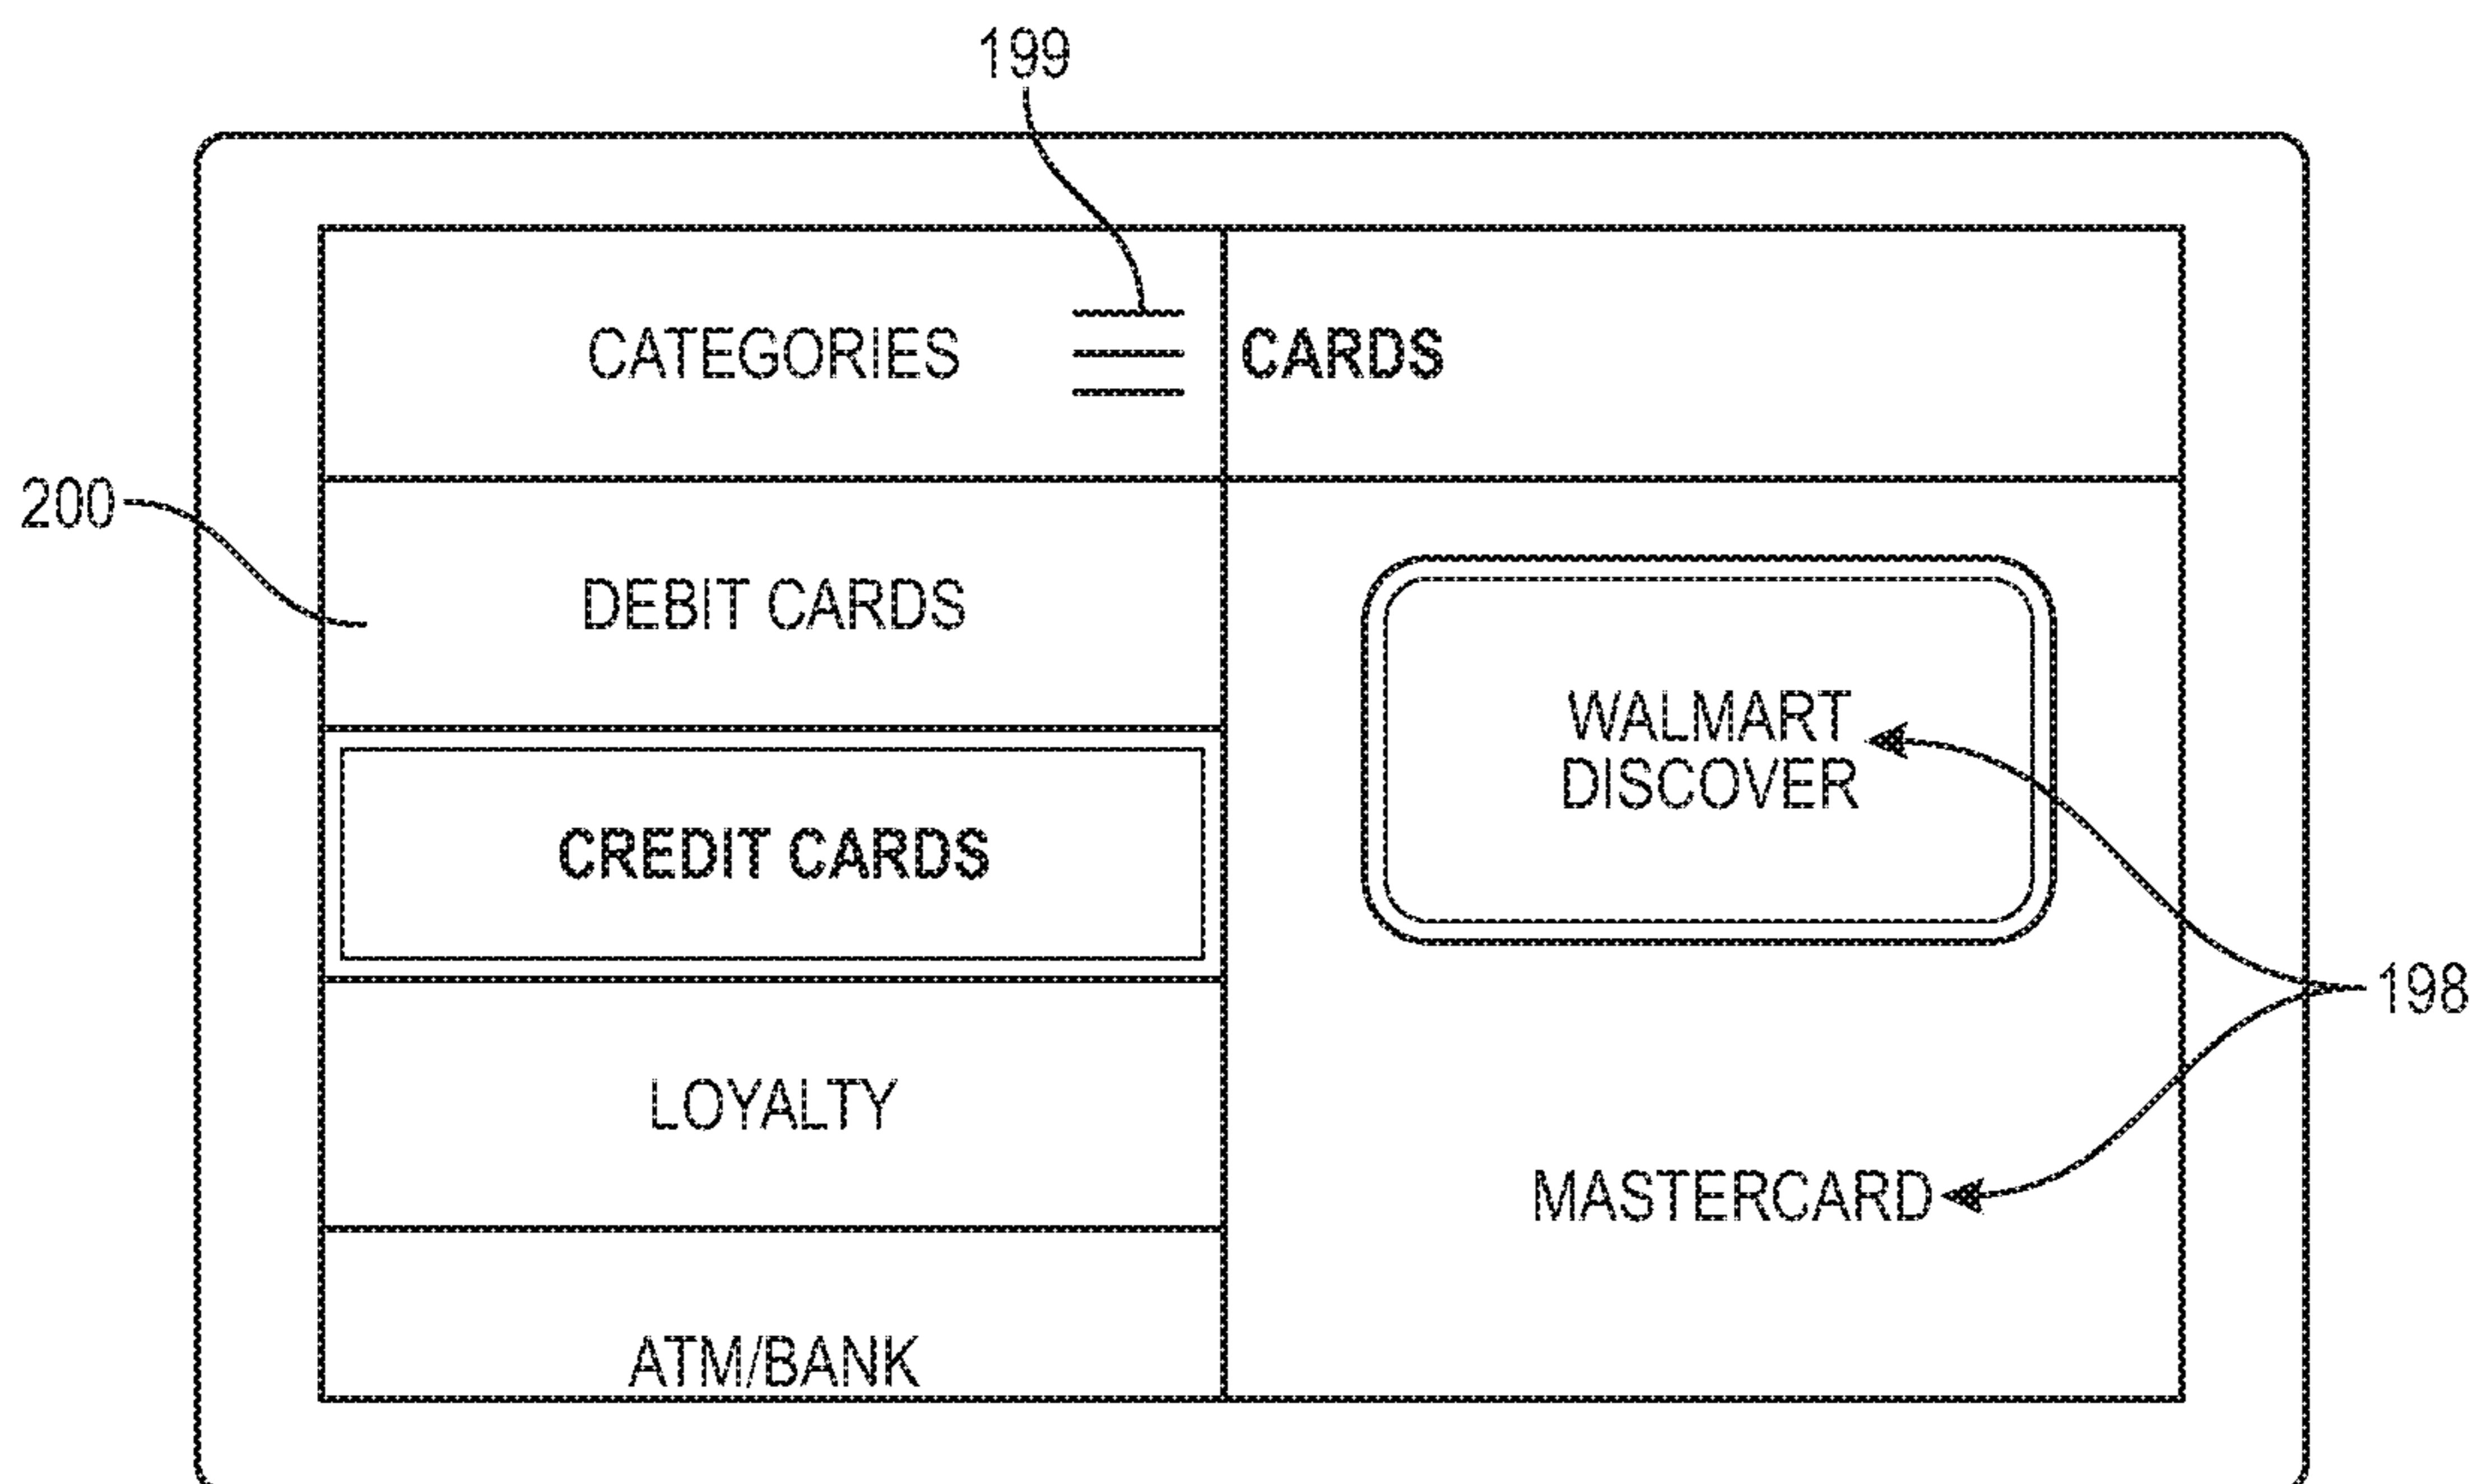 199
CATEGORIES
CARDS
200
DEBIT CARDS
CREDIT CARDS
LOYALTY
ATM/BANK
WALMART
DISCOVER
198
MASTERCARD